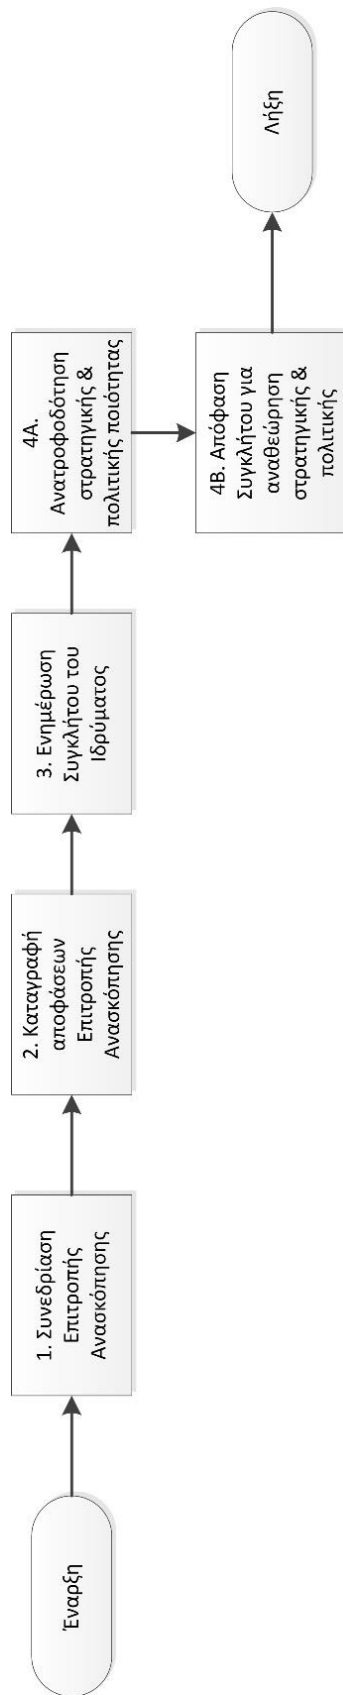 Έναρξη
1. Συνεδρίαση
Επιτροπής
Ανασκόπησης
2. Καταγραφή
αποφάσεων
Επιτροπής
Ανασκόπησης
3. Ενημέρωση
Συγκλήτου του
Ιδρύματος
4Α.
Ανατροφοδότηση
στρατηγικής &
πολιτικής ποιότητας
4Β. Απόφαση
Συγκλήτου για
αναθεώρηση
στρατηγικής &
πολιτικής
Λήξη